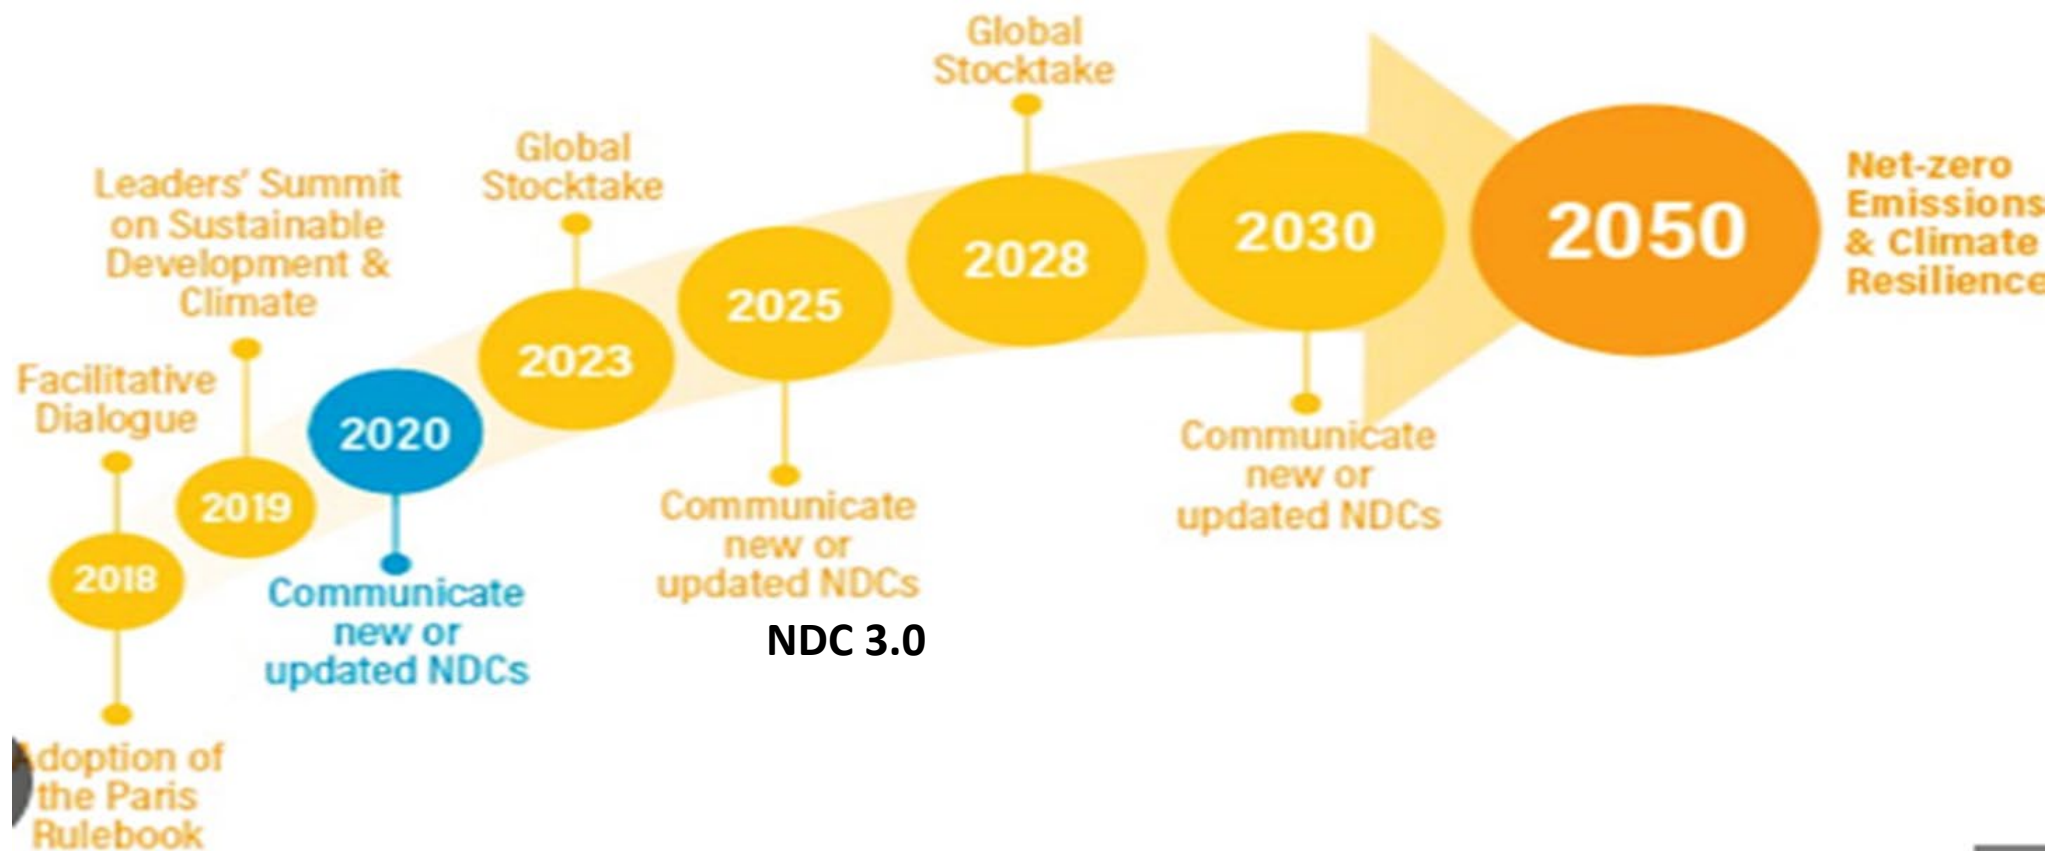 Global
Stocktake
Global
Stocktake
Leaders' Summit
on Sustainable
Development &
Climate
Facilitative
Dialogue
2018
2019
2020
2023
2025
2028
2030
2050
Net-zero
Emissions
& Climate
Resilience
Communicate
new or
updated NDCs
Communicate
new or
updated NDCs
NDC 3.0
Communicate
new or
updated NDCs
Adoption of
the Paris
Rulebook